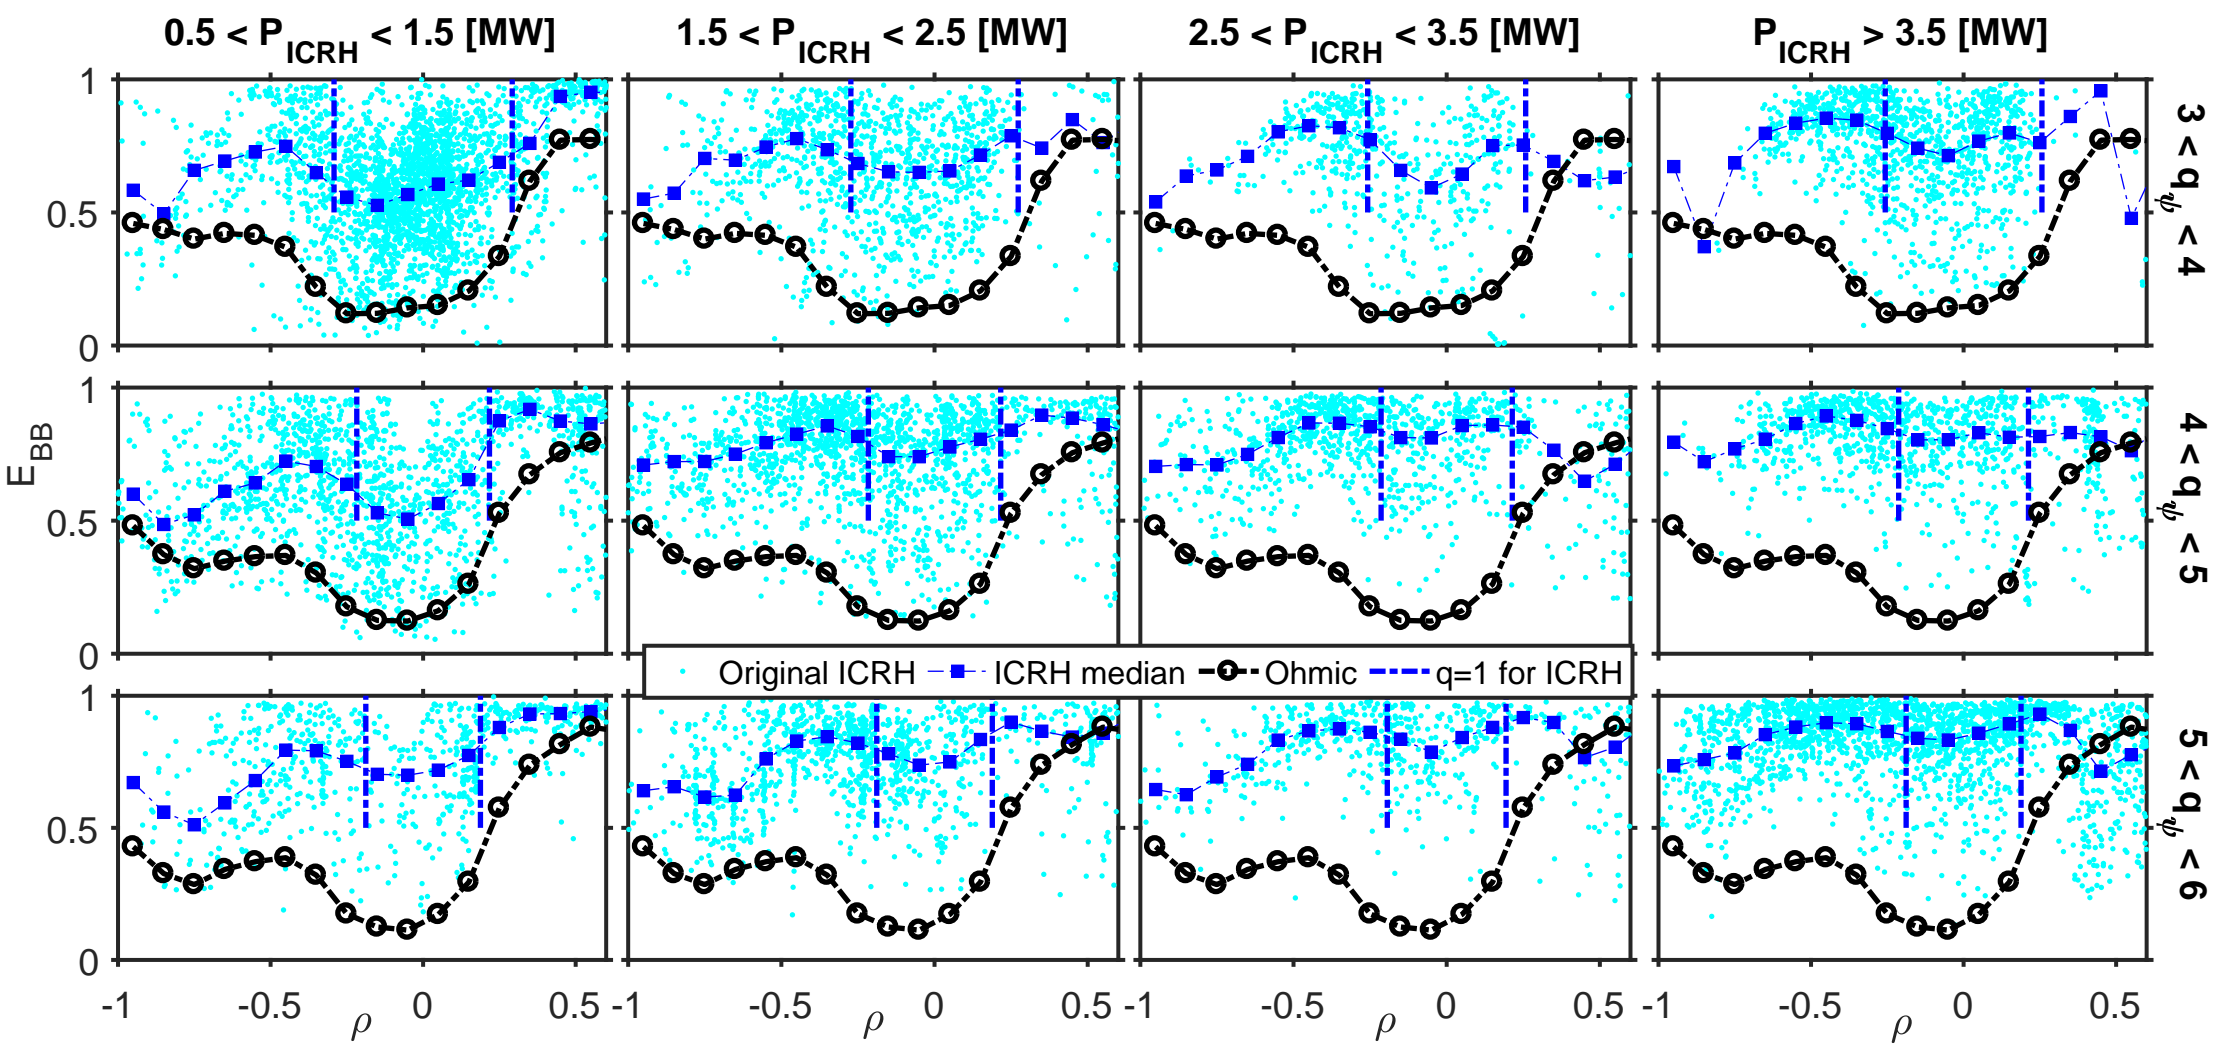 0.5 < P_ICRH < 1.5 [MW] 1.5 < P_ICRH < 2.5 [MW] 2.5 < P_ICRH < 3.5 [MW] P_ICRH > 3.5 [MW]
1
0.5
0
3 < q_ψ < 4
1
0.5
0
E_BB
4 < q_ψ < 5
Original ICRH ICRH median Ohmic q=1 for ICRH
1
0.5
0
5 < q_ψ < 6
-1 -0.5 0 0.5 -1 -0.5 0 0.5 -1 -0.5 0 0.5 -1 -0.5 0 0.5
ρ ρ ρ ρ